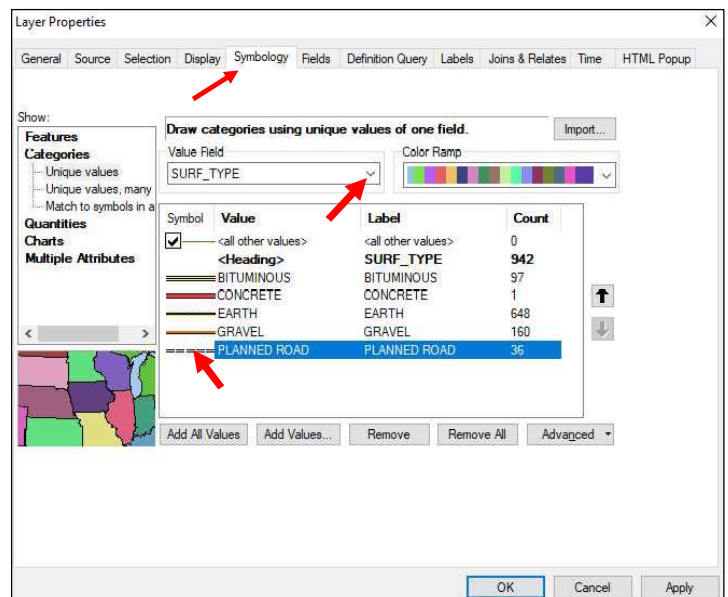 Layer Properties
General Source Selection Display Symbology Fields Definition Query Labels Joins & Relates Time HTML Popup
Show:
Features
Categories
Unique values
Unique values, many
Match to symbols in a
Quantities
Charts
Multiple Attributes
Draw categories using unique values of one field.
Import...
Value Field
SURF_TYPE
Color Ramp
Symbol Value Label Count
<all other values> <all other values> 0
<Heading> SURF_TYPE 942
BITUMINOUS BITUMINOUS 97
CONCRETE CONCRETE 1
EARTH EARTH 648
GRAVEL GRAVEL 160
PLANNED ROAD PLANNED ROAD 36
Add All Values Add Values... Remove Remove All Advanced
OK Cancel Apply